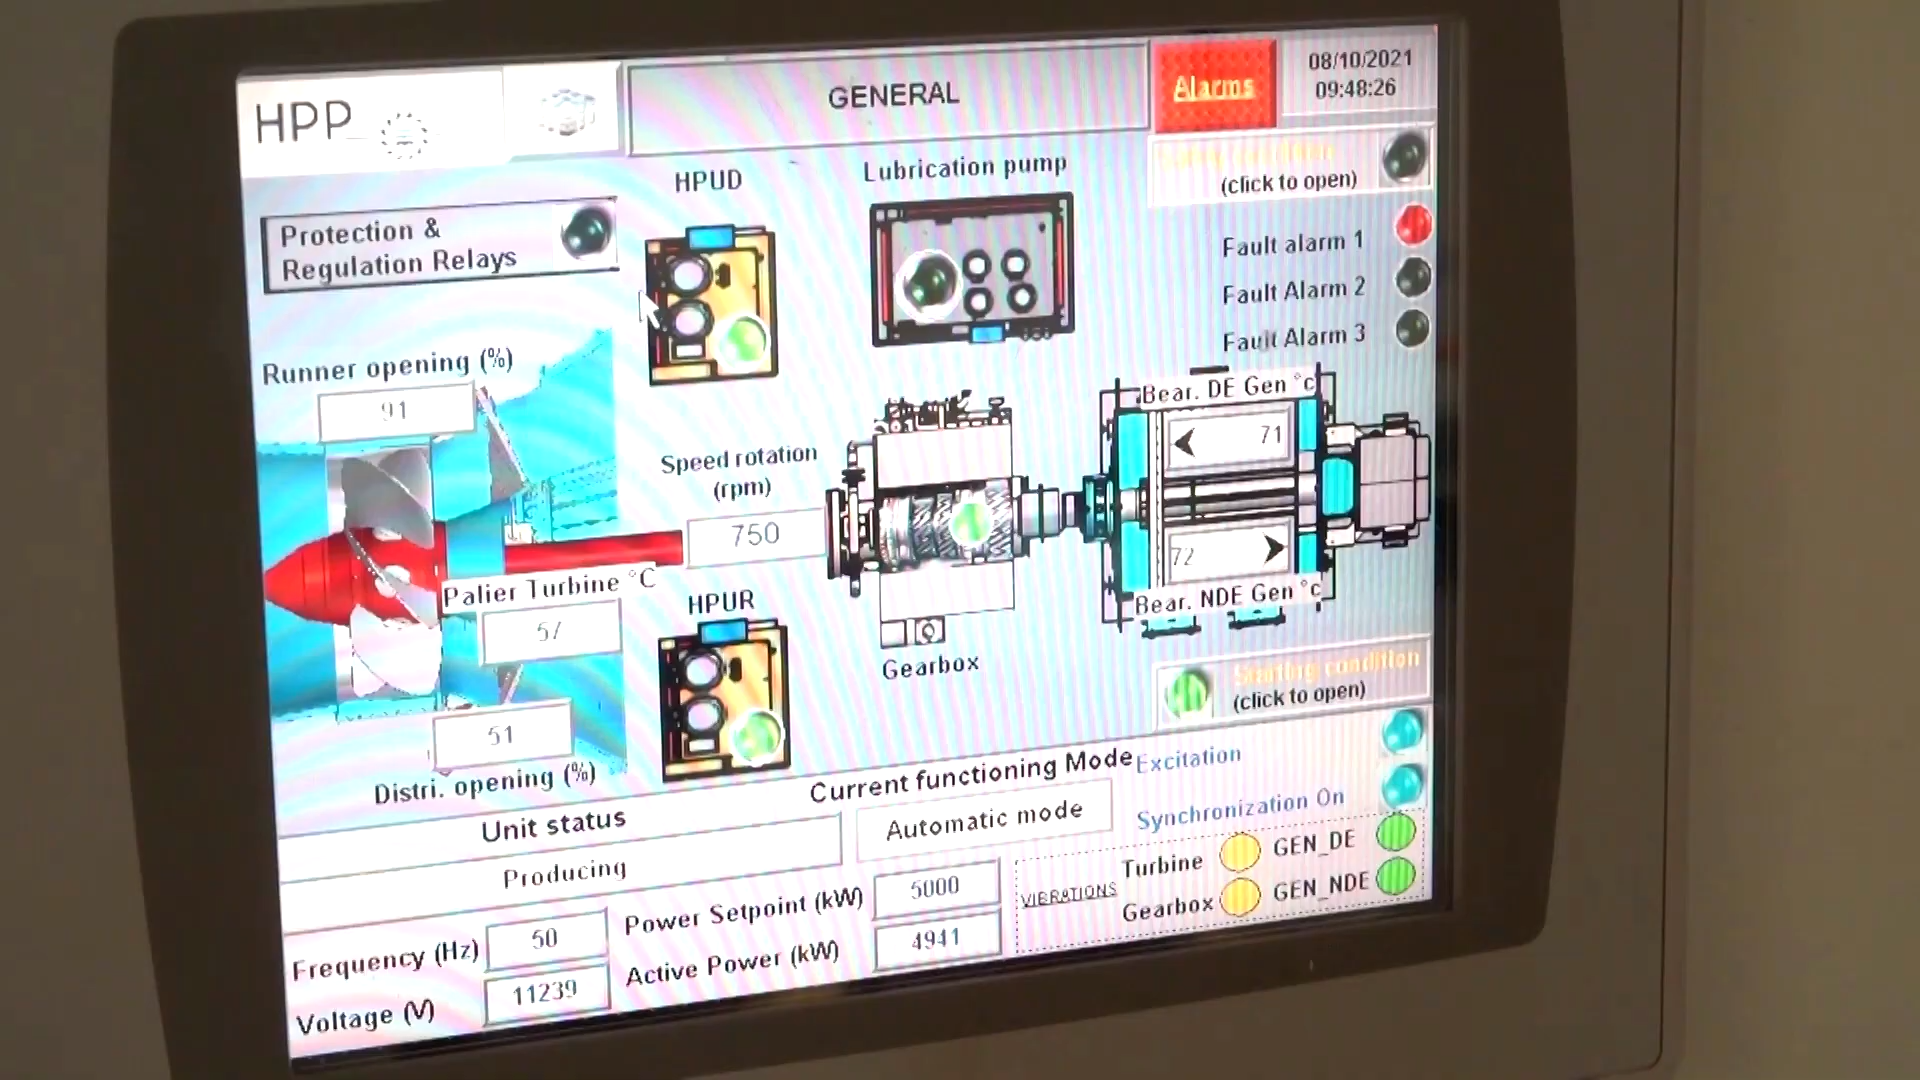 HPP
GENERAL
Alarms
08/10/2021
09:48:26
(click to open)
Protection &
Regulation Relays
HPUD
Lubrication pump
Fault alarm 1
Fault Alarm 2
Fault Alarm 3
Runner opening (%)
91
Speed rotation
(rpm)
750
Bear. DE Gen °c
71
72
Bear. NDE Gen °c
Palier Turbine °C
57
HPUR
Gearbox
Starting condition
(click to open)
51
Distri. opening (%)
Current functioning Mode
Automatic mode
Excitation
Synchronization On
Unit status
Producing
Power Setpoint (kW)
5000
Active Power (kW)
4941
Frequency (Hz)
50
Voltage (V)
11239
VIBRATIONS
Turbine
GEN_DE
Gearbox
GEN_NDE